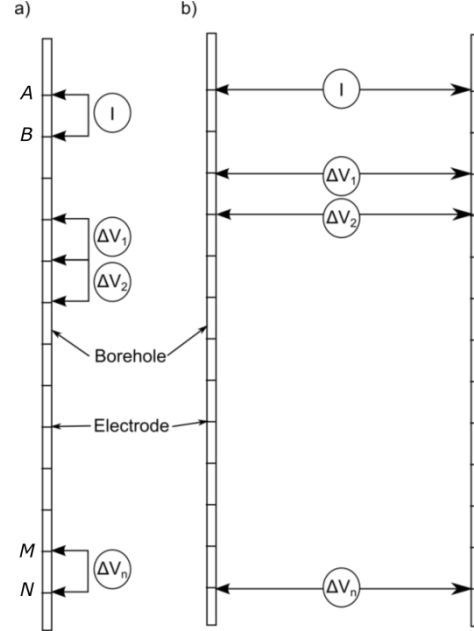 a)
b)
A
I
B
I
ΔV₁
ΔV₂
ΔV₁
ΔV₂
Borehole
Electrode
M
ΔVₙ
N
ΔVₙ